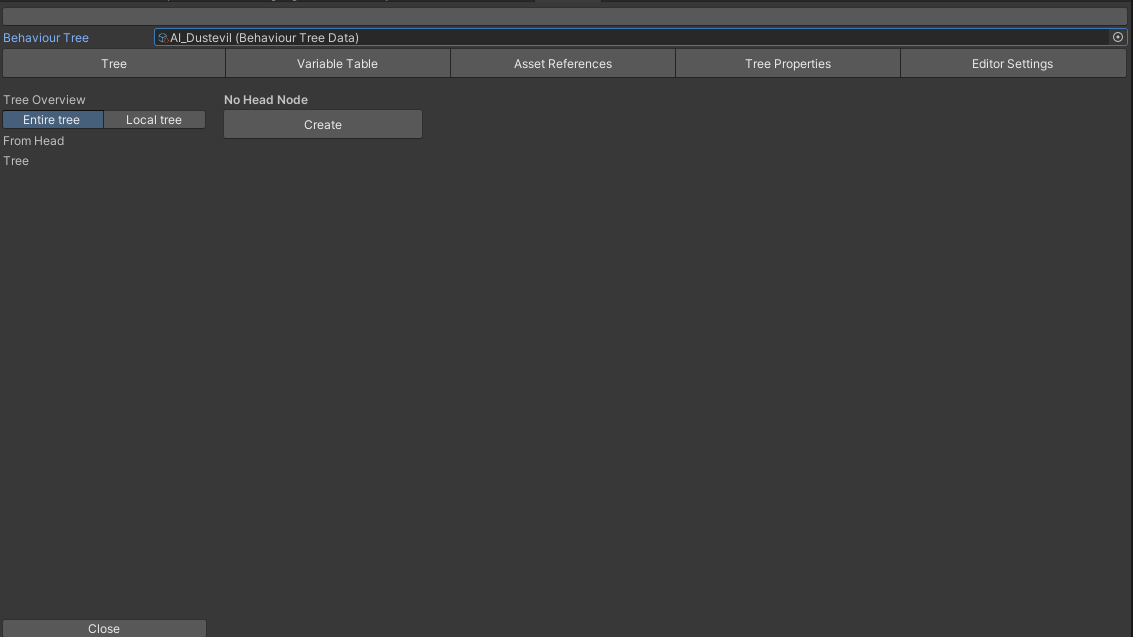 Behaviour Tree AI_Dustevil (Behaviour Tree Data)
Tree Variable Table Asset References Tree Properties Editor Settings
Tree Overview No Head Node
Entire tree Local tree Create
From Head
Tree
Close